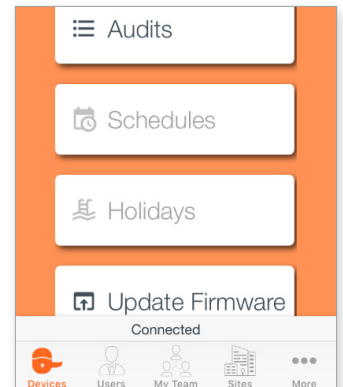 Audits
Schedules
Holidays
Update Firmware
Connected
Devices Users My Team Sites More